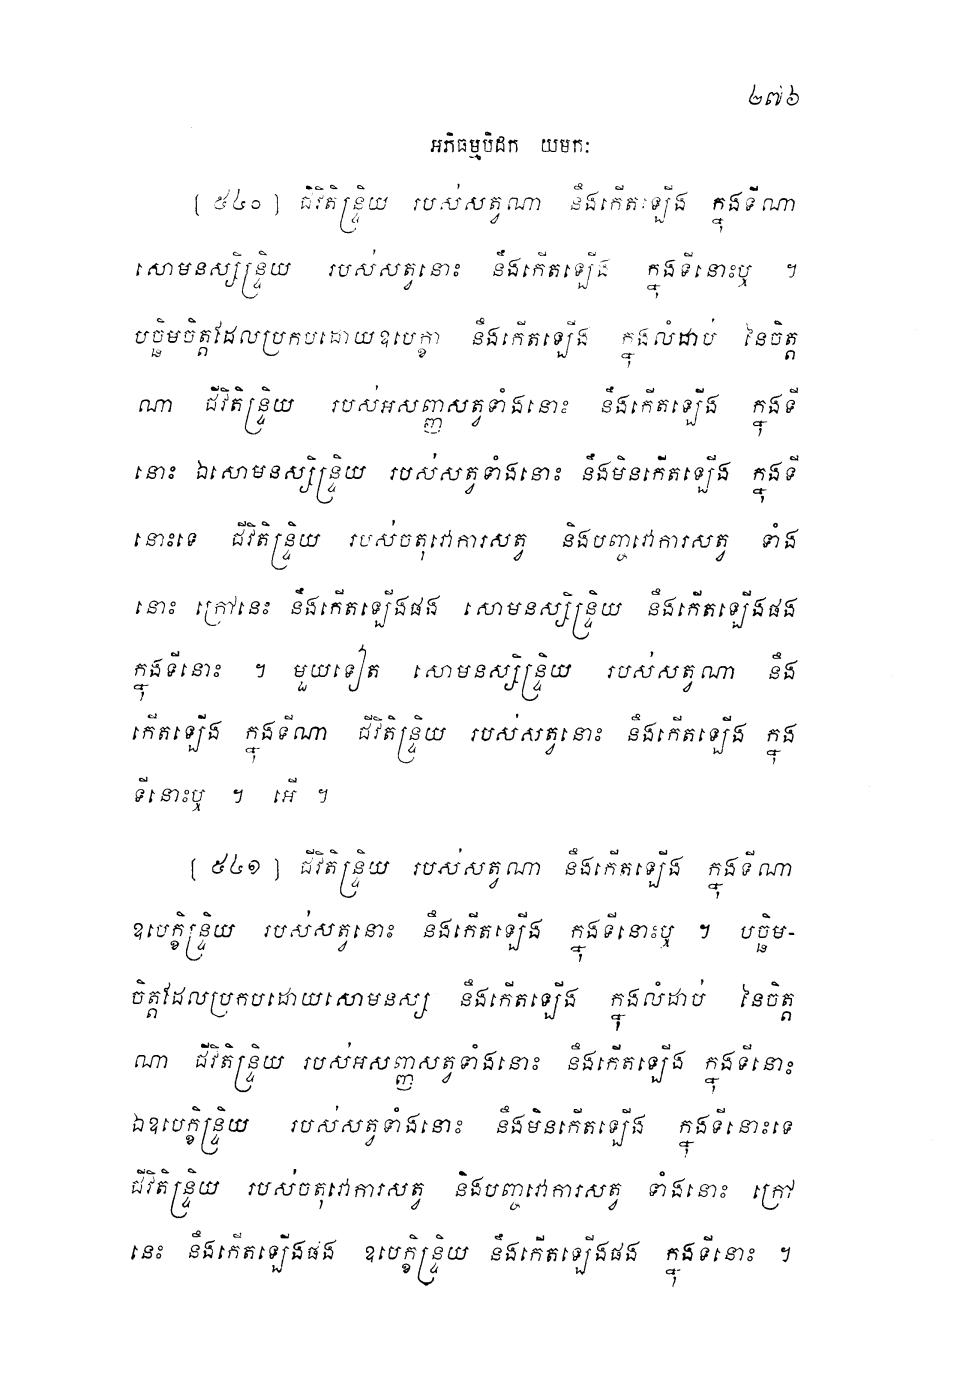 ២៧៦
អភិធម្មបិដក យមកៈ
[ ៥៤០ ] ជីវិតិន្ទ្រិយ របស់សត្វណា នឹងកើតឡើង ក្នុងទីណា
សោមនស្សិន្ទ្រិយ របស់សត្វនោះ នឹងកើតឡើង ក្នុងទីនោះឬ ។
បច្ឆិមចិត្តដែលប្រកបដោយឧបេក្ខា នឹងកើតឡើង ក្នុងលំដាប់ នៃចិត្ត
ណា ជីវិតិន្ទ្រិយ របស់អសញ្ញសត្វទាំងនោះ នឹងកើតឡើង ក្នុងទី
នោះ ឯសោមនស្សិន្ទ្រិយ របស់សត្វទាំងនោះ នឹងមិនកើតឡើង ក្នុងទី
នោះទេ ជីវិតិន្ទ្រិយ របស់ចតុវោការសត្វ និងបញ្ចវោការសត្វ ទាំង
នោះ ក្រៅនេះ នឹងកើតឡើងផង សោមនស្សិន្ទ្រិយ នឹងកើតឡើងផង
ក្នុងទីនោះ ។ មួយទៀត សោមនស្សិន្ទ្រិយ របស់សត្វណា នឹង
កើតឡើង ក្នុងទីណា ជីវិតិន្ទ្រិយ របស់សត្វនោះ នឹងកើតឡើង ក្នុង
ទីនោះឬ ។ អើ ។
[ ៥៤១ ] ជីវិតិន្ទ្រិយ របស់សត្វណា នឹងកើតឡើង ក្នុងទីណា
ឧបេក្ខិន្ទ្រិយ របស់សត្វនោះ នឹងកើតឡើង ក្នុងទីនោះឬ ។ បច្ឆិម-
ចិត្តដែលប្រកបដោយសោមនស្ស នឹងកើតឡើង ក្នុងលំដាប់ នៃចិត្ត
ណា ជីវិតិន្ទ្រិយ របស់អសញ្ញសត្វទាំងនោះ នឹងកើតឡើង ក្នុងទីនោះ
ឯឧបេក្ខិន្ទ្រិយ របស់សត្វទាំងនោះ នឹងមិនកើតឡើង ក្នុងទីនោះទេ
ជីវិតិន្ទ្រិយ របស់ចតុវោការសត្វ និងបញ្ចវោការសត្វ ទាំងនោះ ក្រៅ
នេះ នឹងកើតឡើងផង ឧបេក្ខិន្ទ្រិយ នឹងកើតឡើងផង ក្នុងទីនោះ ។